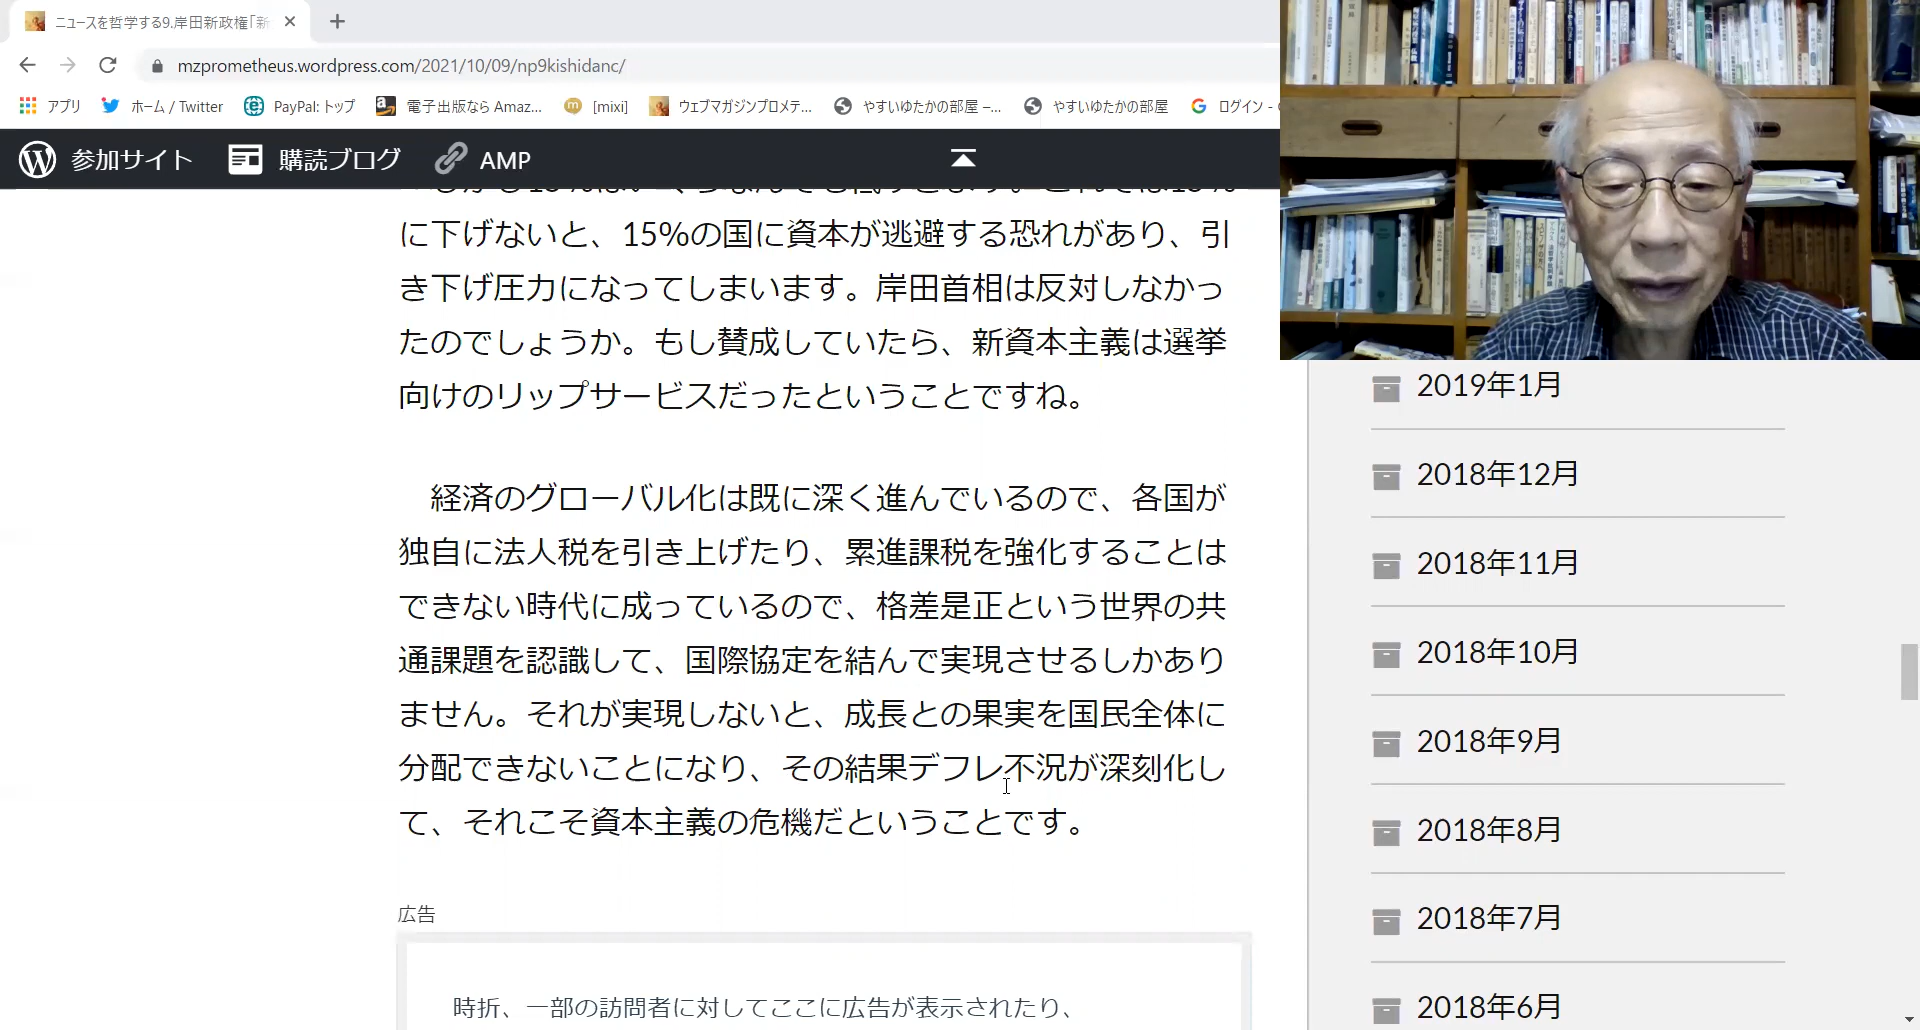 ニュースを哲学する9.岸田新政権「新
mzprometheus.wordpress.com/2021/10/09/np9kishidanc/
アプリ ホーム / Twitter PayPal: トップ 電子出版なら Amaz... [mixi] ウェブマガジンプロメテ... やすいゆたかの部屋 –... やすいゆたかの部屋 ログイン -
参加サイト 購読ブログ AMP
に下げないと、15%の国に資本が逃避する恐れがあり、引
き下げ圧力になってしまいます。岸田首相は反対しなかっ
たのでしょうか。もし賛成していたら、新資本主義は選挙
向けのリップサービスだったということですね。
経済のグローバル化は既に深く進んでいるので、各国が
独自に法人税を引き上げたり、累進課税を強化することは
できない時代に成っているので、格差是正という世界の共
通課題を認識して、国際協定を結んで実現させるしかあり
ません。それが実現しないと、成長との果実を国民全体に
分配できないことになり、その結果デフレ不況が深刻化し
て、それこそ資本主義の危機だということです。
広告
時折、一部の訪問者に対してここに広告が表示されたり、
2019年1月
2018年12月
2018年11月
2018年10月
2018年9月
2018年8月
2018年7月
2018年6月